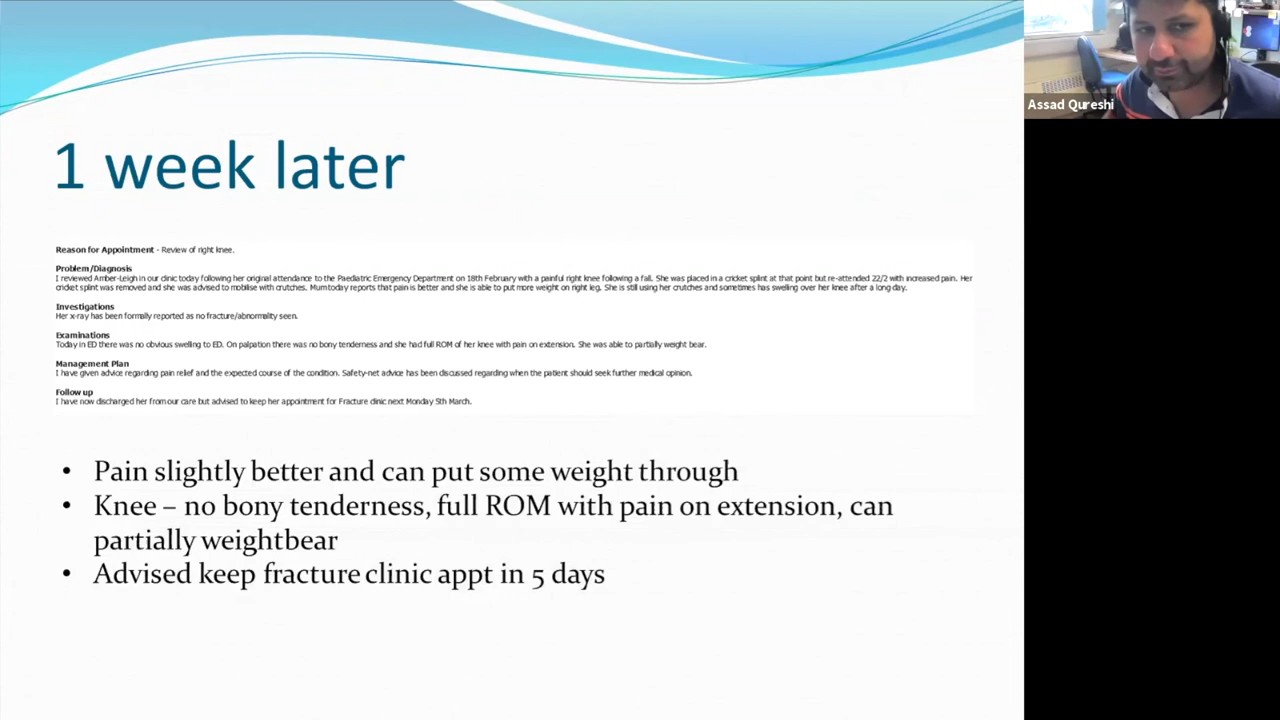 Assad Qureshi
1 week later
Reason for Appointment - Review of right knee.
Problem/Diagnosis
I reviewed Amber-Leigh in our clinic today following her original attendance to the Paediatric Emergency Department on 18th February with a painful right knee following a fall. She was placed in a cricket splint at that point but re-attended 22/2 with increased pain. Her
cricket splint was removed and she was advised to mobilise with crutches. Mum today reports that pain is better and she is able to put more weight on right leg. She is still using her crutches and sometimes has swelling over her knee after a long day.
Investigations
Her x-ray has been formally reported as no fracture/abnormality seen.
Examinations
Today in ED there was no obvious swelling to ED. On palpation there was no bony tenderness and she had full ROM of her knee with pain on extension. She was able to partially weight bear.
Management Plan
I have given advice regarding pain relief and the expected course of the condition. Safety-net advice has been discussed regarding when the patient should seek further medical opinion.
Follow up
I have now discharged her from our care but advised to keep her appointment for Fracture clinic next Monday 5th March.
• Pain slightly better and can put some weight through
• Knee – no bony tenderness, full ROM with pain on extension, can
partially weightbear
• Advised keep fracture clinic appt in 5 days